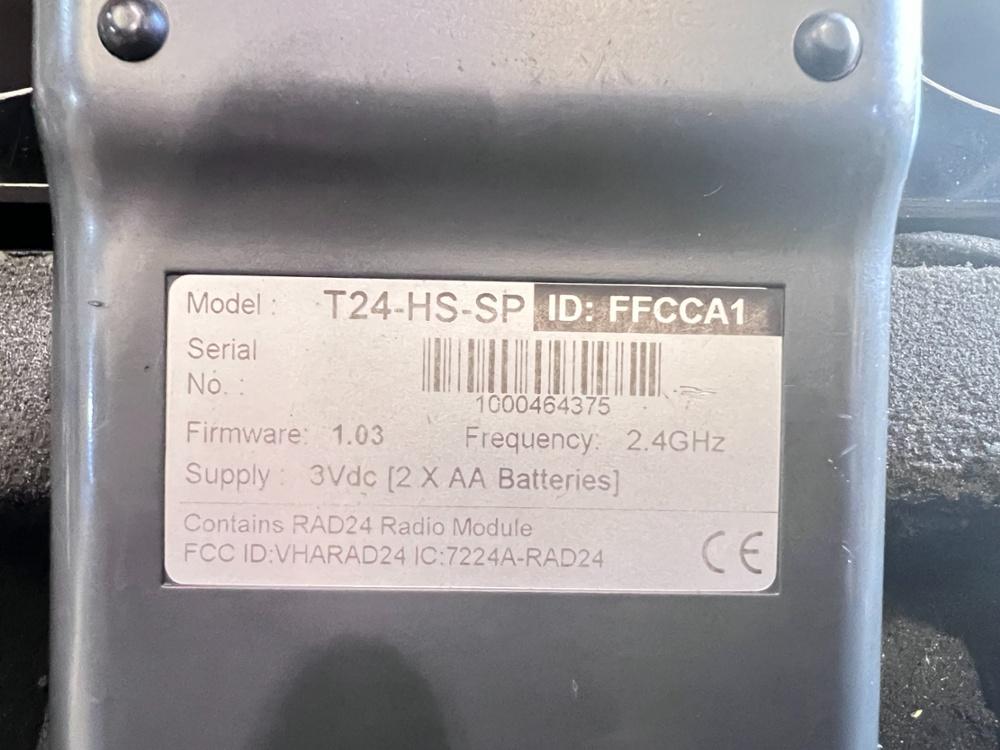 Model : T24-HS-SP ID: FFCCA1
Serial
No. :
1000464375
Firmware: 1.03 Frequency: 2.4GHz
Supply : 3Vdc [2 X AA Batteries]
Contains RAD24 Radio Module
FCC ID:VHARAD24 IC:7224A-RAD24
CE